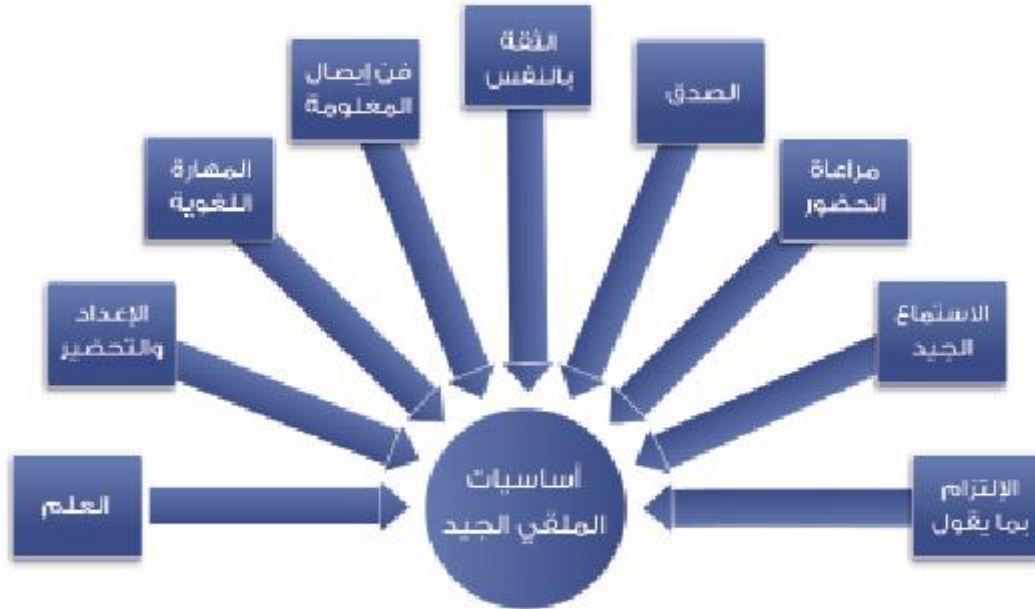 الثقة
بالنفس
فن إيصال
المعلومة
الصدق
المهارة
اللغوية
مراعاة
الحضور
الإعداد
والتحضير
الاستماع
الجيد
العلم
أساسيات
الملقي الجيد
الإلتزام
بما يقول